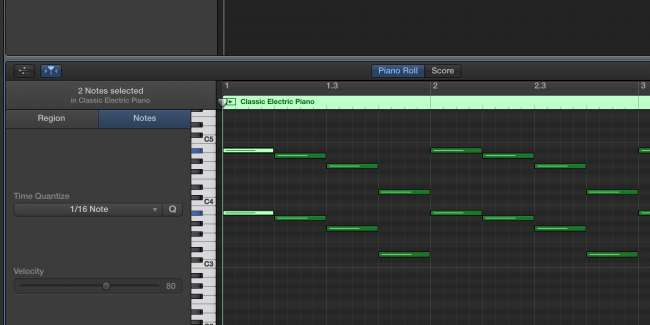 Piano Roll Score
2 Notes selected
in Classic Electric Piano
1 1.3 2 2.3 3
Classic Electric Piano
Region Notes
C5
Time Quantize
C4
1/16 Note Q
C3
Velocity
80